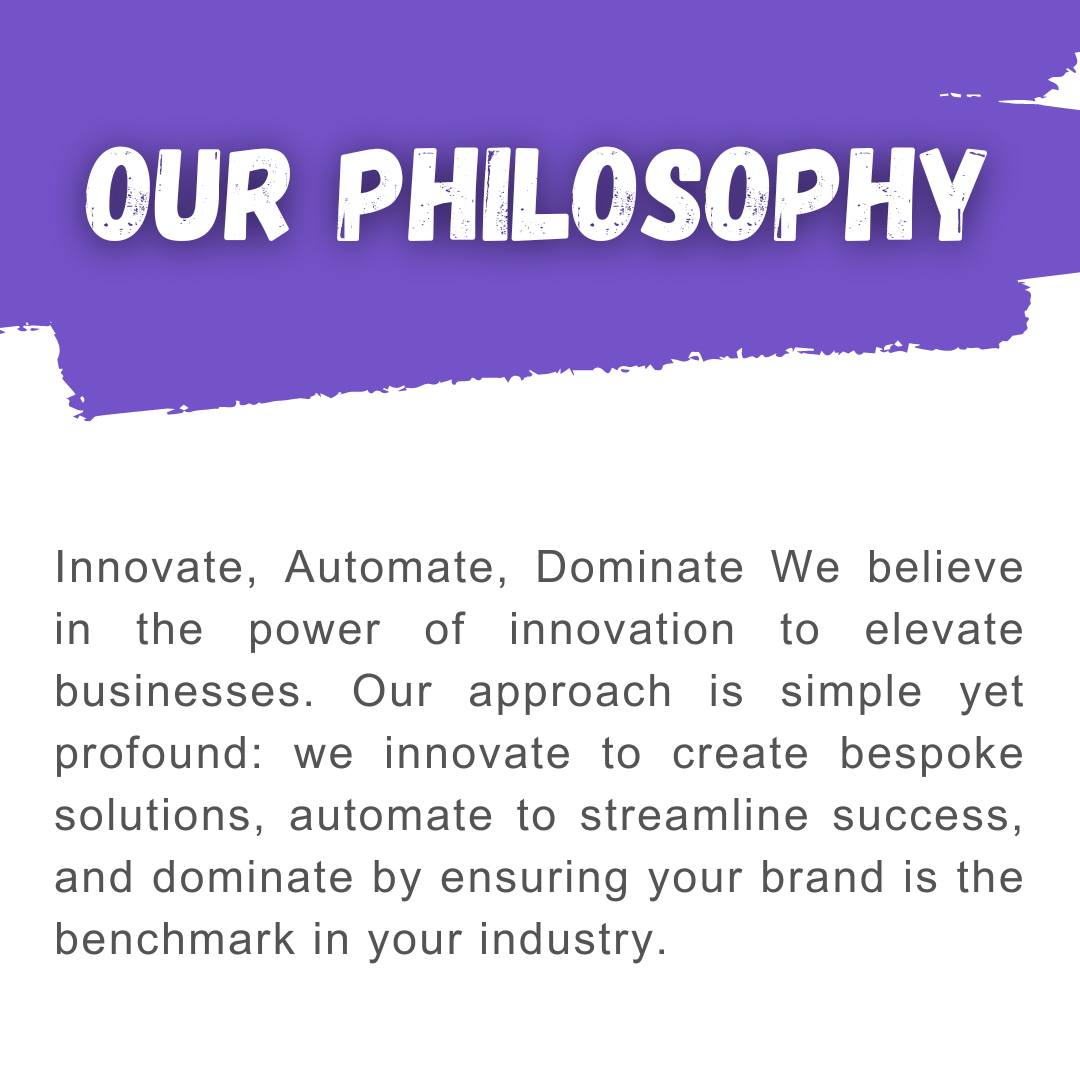 OUR PHILOSOPHY
Innovate, Automate, Dominate We believe
in the power of innovation to elevate
businesses. Our approach is simple yet
profound: we innovate to create bespoke
solutions, automate to streamline success,
and dominate by ensuring your brand is the
benchmark in your industry.